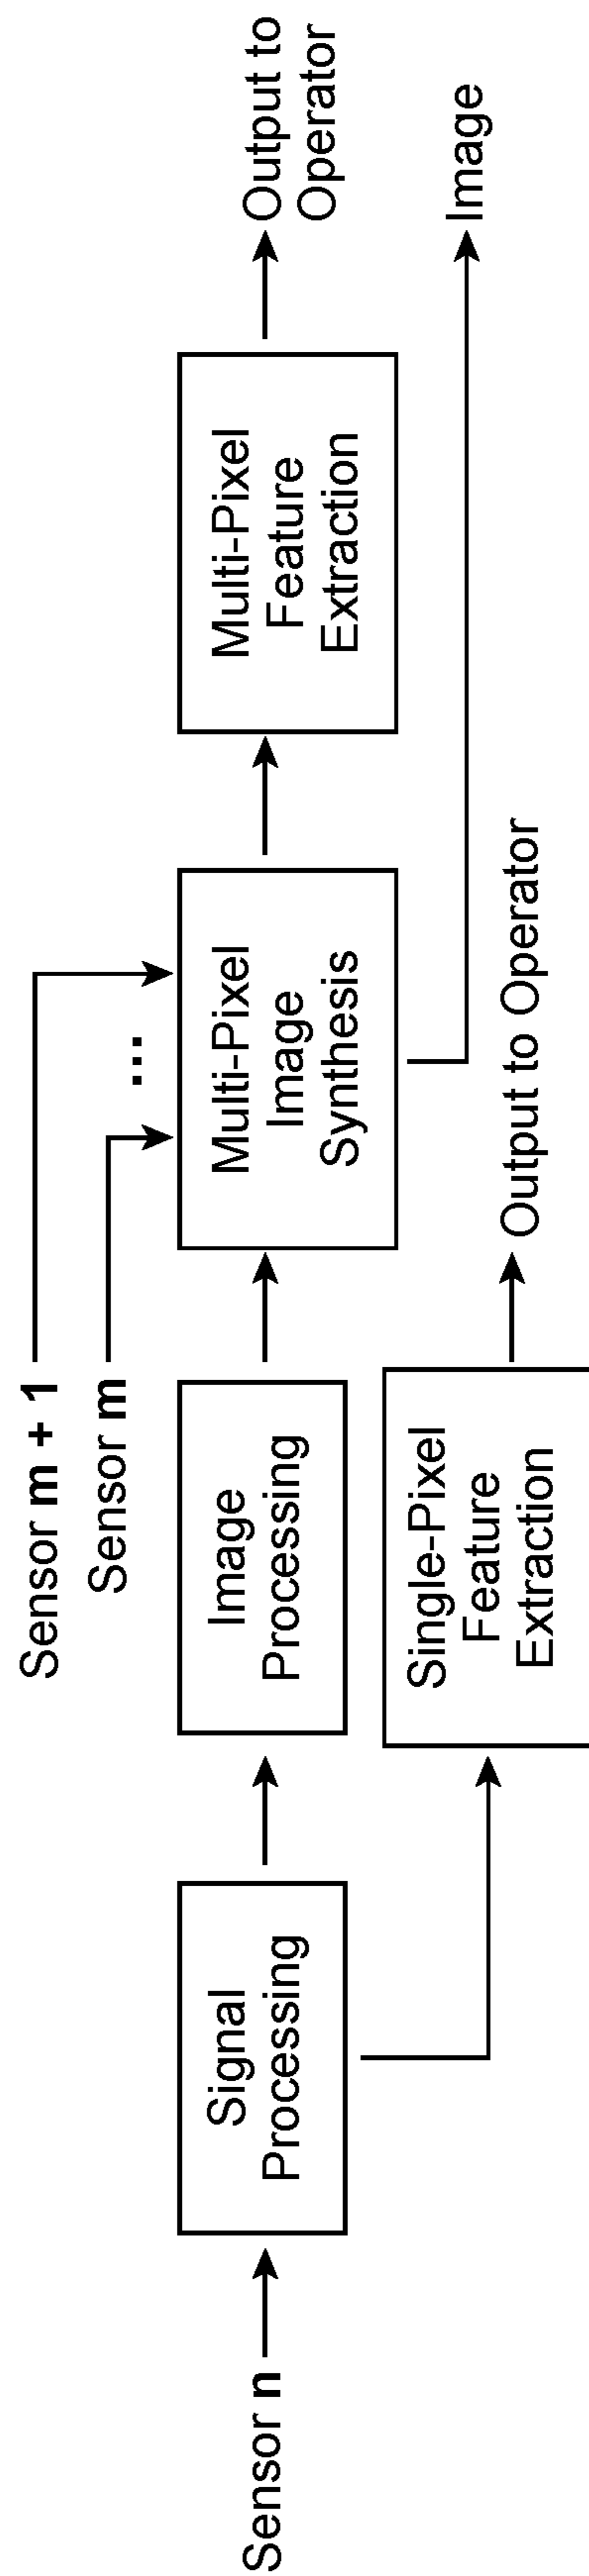 Sensor m + 1
Sensor m
...
Sensor n
Signal
Processing
Image
Processing
Multi-Pixel
Image
Synthesis
Multi-Pixel
Feature
Extraction
Output to
Operator
Single-Pixel
Feature
Extraction
Output to Operator
Image